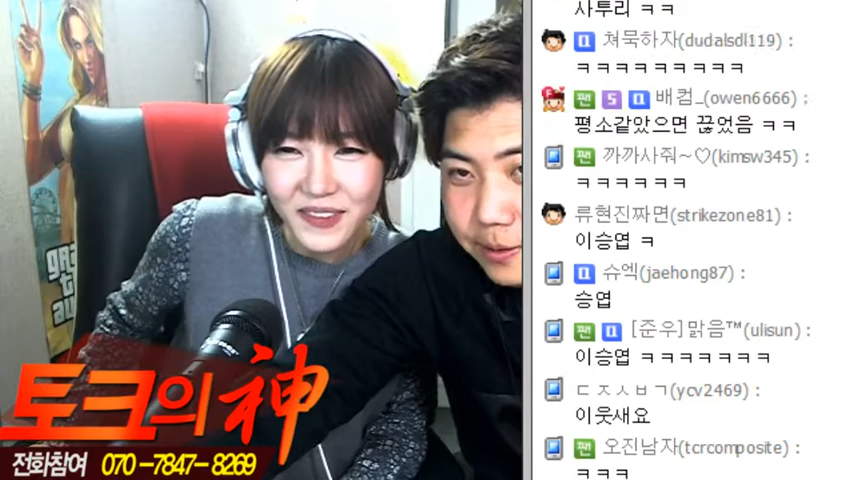 토크의 神
전화참여 070-7847-8269
사투리 ㅋㅋ
쳐묵하자(dudalsdl119) :
ㅋㅋㅋㅋㅋㅋㅋㅋㅋ
팬 S 배컴_(owen6666) :
평소같았으면 끊었음 ㅋㅋ
팬 까까사줘~♡(kimsw345) :
ㅋㅋㅋㅋㅋㅋ
류현진짜면(strikezone81) :
이승엽 ㅋ
슈엑(jaehong87) :
승엽
팬 [준우]맑음™(ulisun) :
이승엽 ㅋㅋㅋㅋㅋㅋㅋ
ㄷㅈㅅㅂㄱ(ycv2469) :
이웃새요
팬 오진남자(tcrcomposite) :
ㅋㅋㅋ